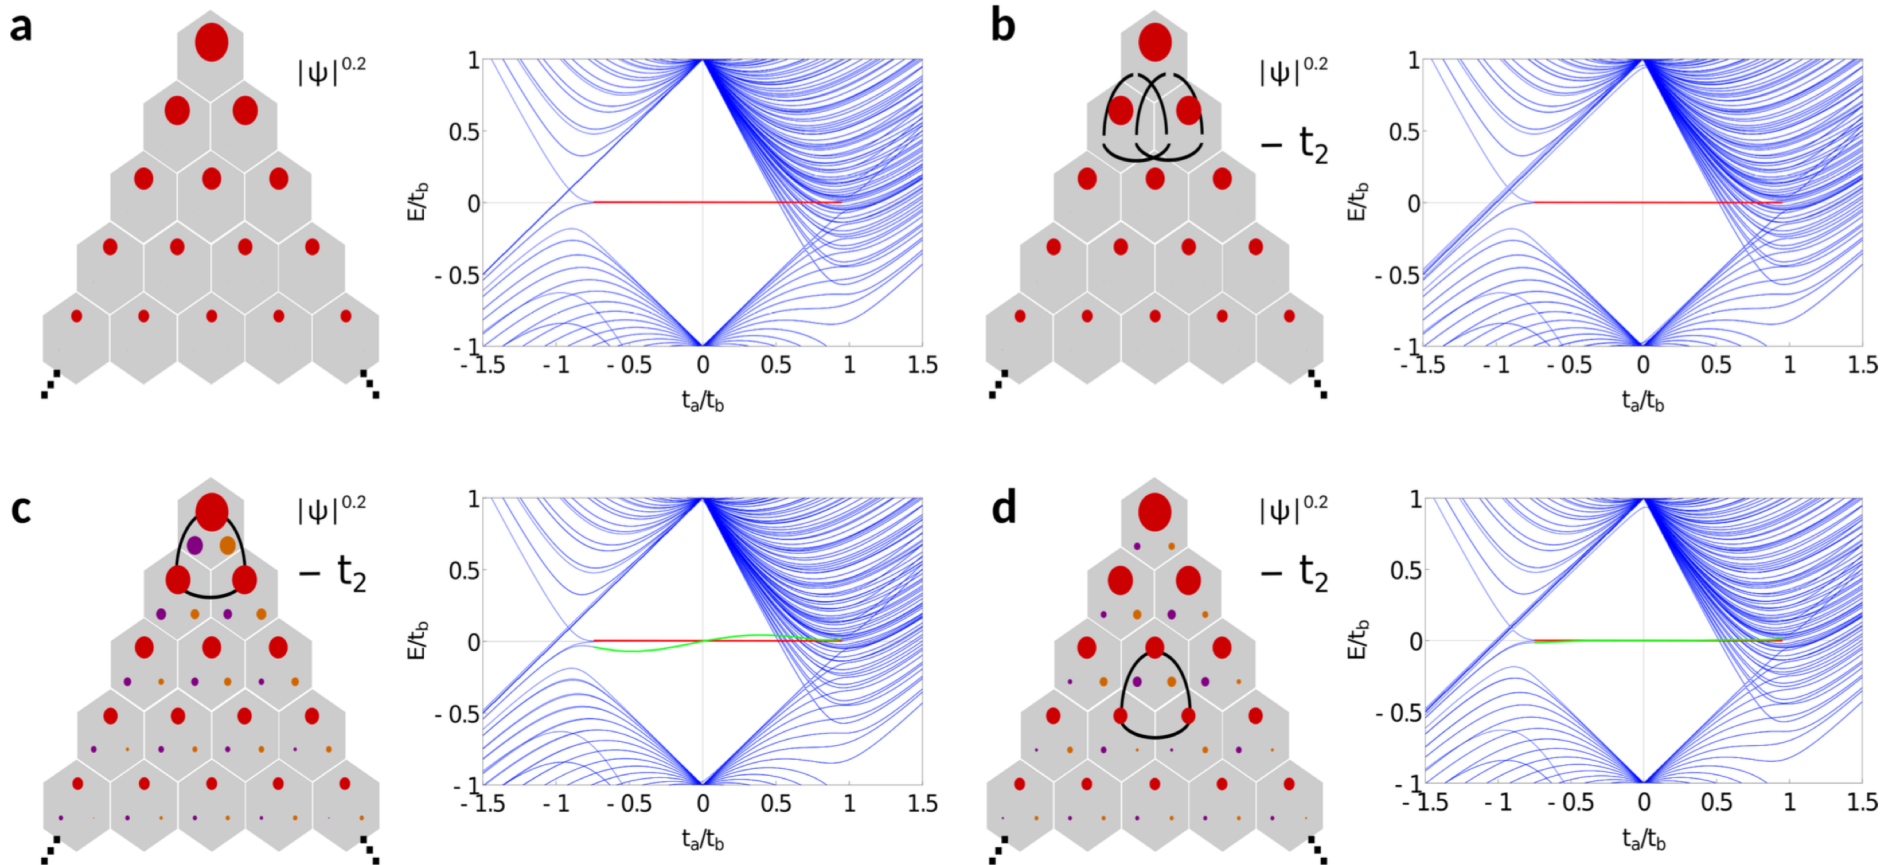 a
|ψ|^0.2
1
0.5
0
- 0.5
- 1
E/t_b
-1.5 - 1 - 0.5 0 0.5 1 1.5
t_a/t_b
b
|ψ|^0.2
– t_2
1
0.5
0
- 0.5
- 1
E/t_b
- 1.5 - 1 - 0.5 0 0.5 1 1.5
t_a/t_b
c
|ψ|^0.2
– t_2
1
0.5
0
- 0.5
- 1
E/t_b
-1.5 - 1 - 0.5 0 0.5 1 1.5
t_a/t_b
d
|ψ|^0.2
– t_2
1
0.5
0
- 0.5
- 1
E/t_b
- 1.5 - 1 - 0.5 0 0.5 1 1.5
t_a/t_b